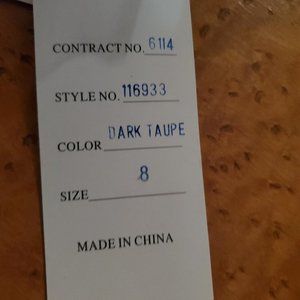 CONTRACT NO. 6114
STYLE NO. 116933
COLOR DARK TAUPE
SIZE 8
MADE IN CHINA